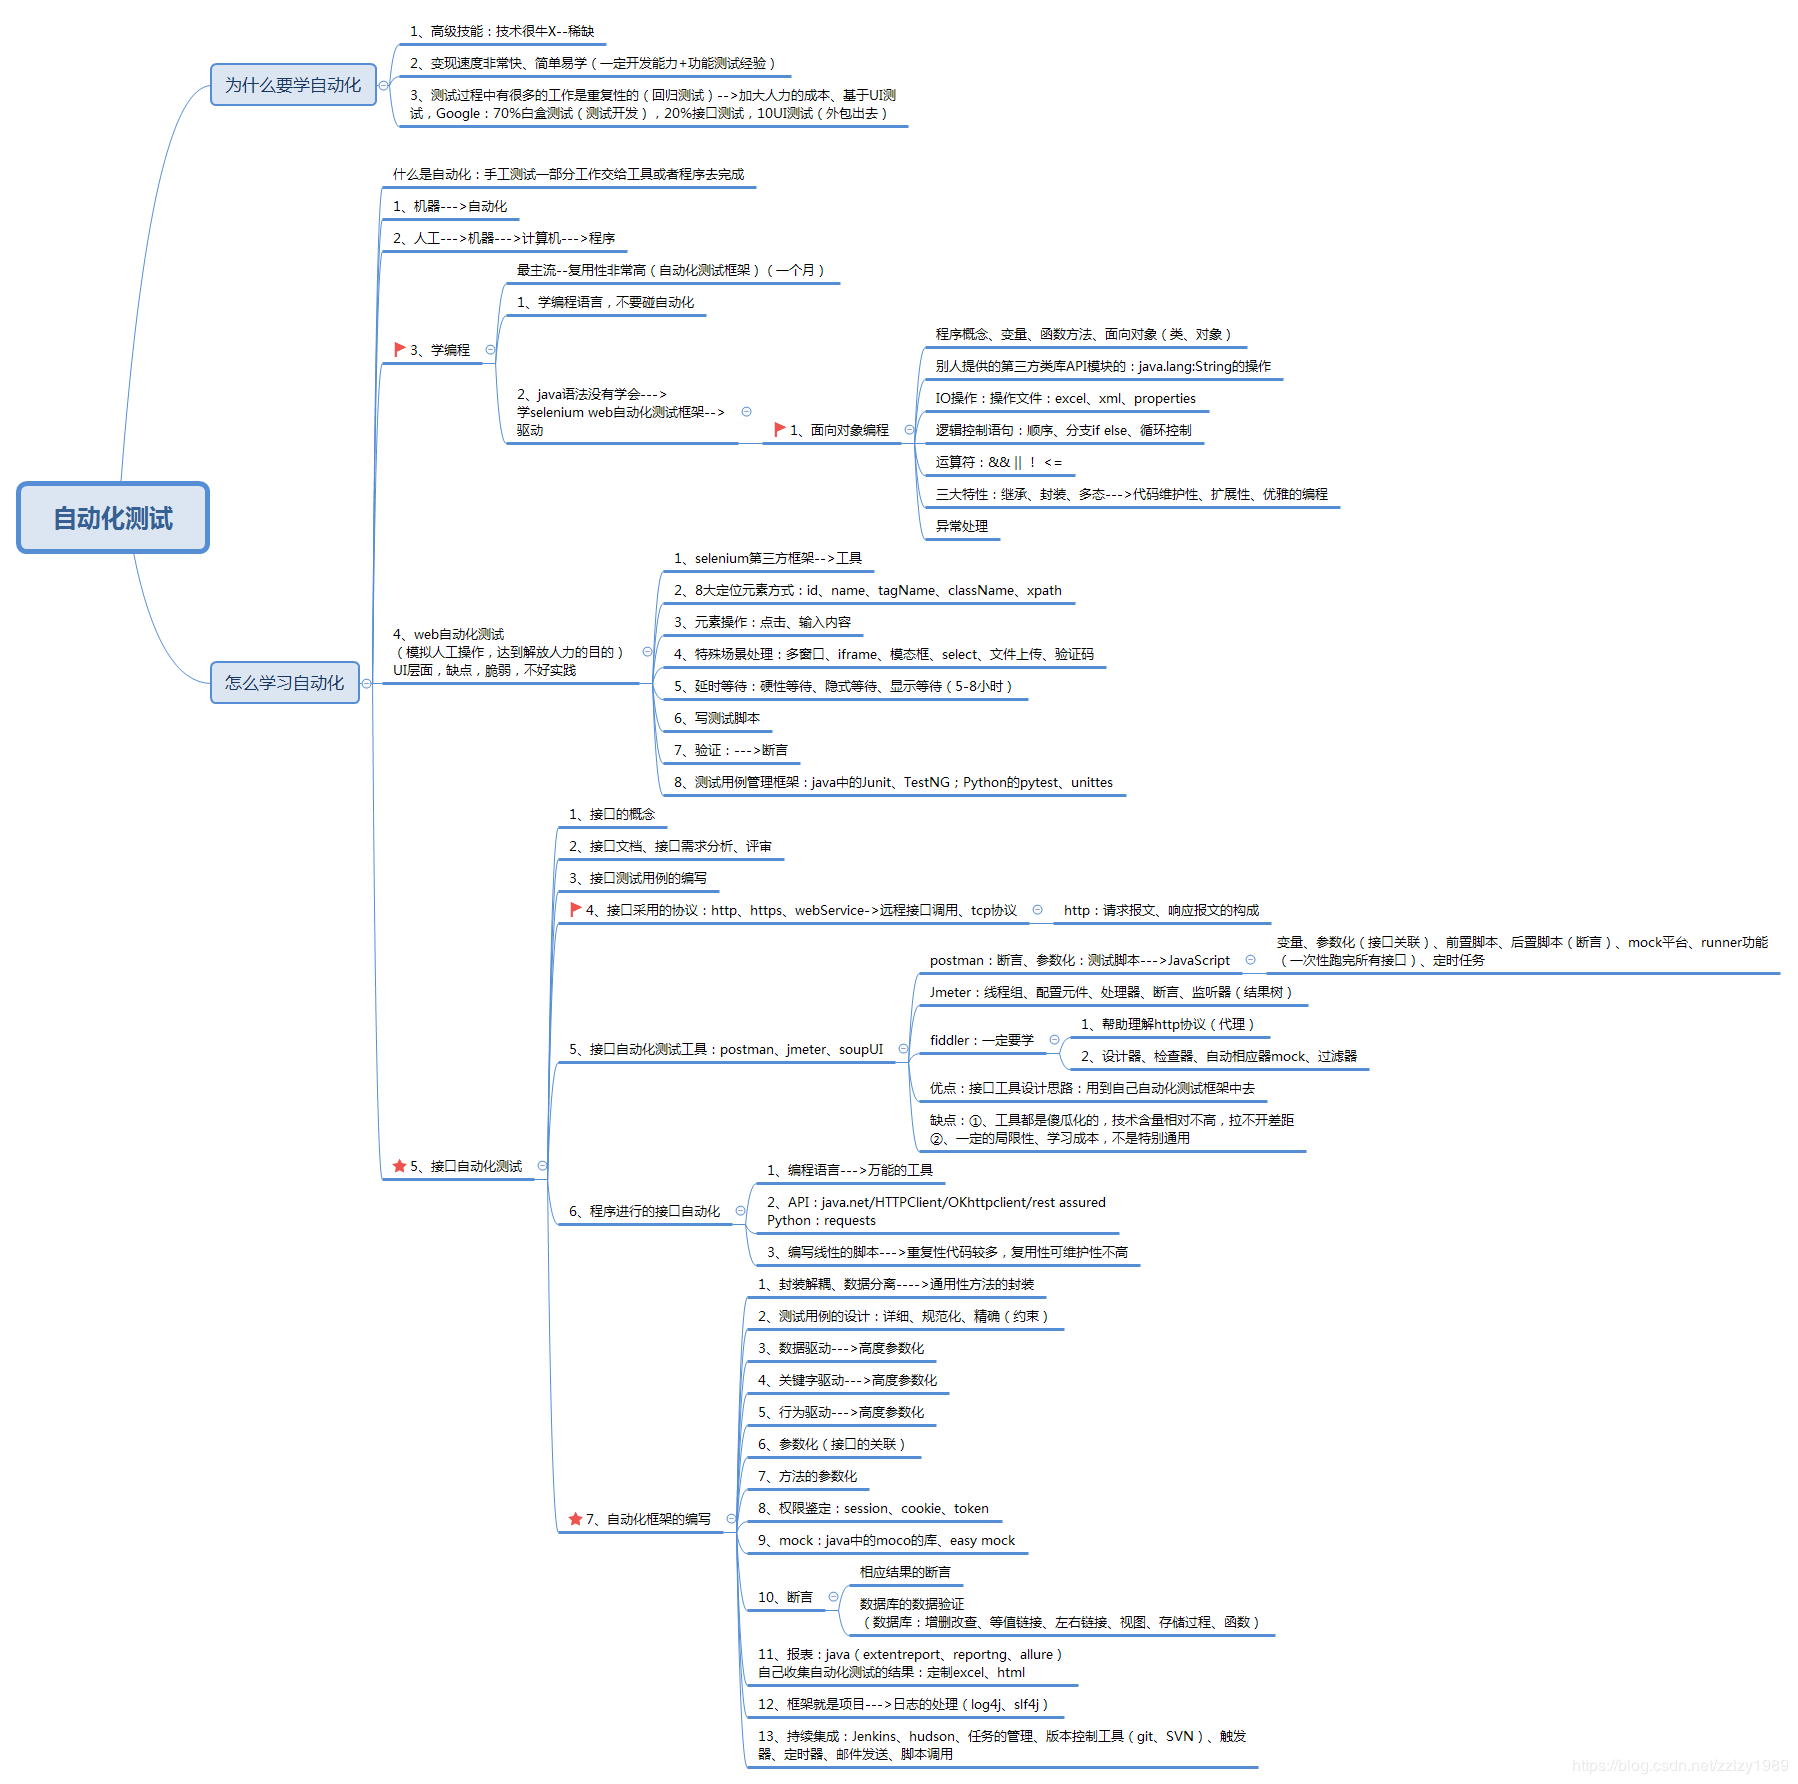 1、高级技能：技术很牛X--稀缺
2、变现速度非常快、简单易学（一定开发能力+功能测试经验）
为什么要学自动化
3、测试过程中有很多的工作是重复性的（回归测试）-->加大人力的成本、基于UI测
试，Google：70%白盒测试（测试开发），20%接口测试，10UI测试（外包出去）
什么是自动化：手工测试一部分工作交给工具或者程序去完成
1、机器--->自动化
2、人工--->机器--->计算机--->程序
最主流--复用性非常高（自动化测试框架）（一个月）
1、学编程语言，不要碰自动化
3、学编程
2、java语法没有学会--->
学selenium web自动化测试框架-->
驱动
1、面向对象编程
程序概念、变量、函数方法、面向对象（类、对象）
别人提供的第三方类库API模块的：java.lang:String的操作
IO操作：操作文件：excel、xml、properties
逻辑控制语句：顺序、分支if else、循环控制
运算符：&& || ！ <=
三大特性：继承、封装、多态--->代码维护性、扩展性、优雅的编程
异常处理
自动化测试
怎么学习自动化
4、web自动化测试
（模拟人工操作，达到解放人力的目的）
UI层面，缺点，脆弱，不好实践
1、selenium第三方框架-->工具
2、8大定位元素方式：id、name、tagName、className、xpath
3、元素操作：点击、输入内容
4、特殊场景处理：多窗口、iframe、模态框、select、文件上传、验证码
5、延时等待：硬性等待、隐式等待、显示等待（5-8小时）
6、写测试脚本
7、验证：--->断言
8、测试用例管理框架：java中的Junit、TestNG；Python的pytest、unittes
5、接口自动化测试
1、接口的概念
2、接口文档、接口需求分析、评审
3、接口测试用例的编写
4、接口采用的协议：http、https、webService->远程接口调用、tcp协议
http：请求报文、响应报文的构成
5、接口自动化测试工具：postman、jmeter、soupUI
postman：断言、参数化：测试脚本--->JavaScript
变量、参数化（接口关联）、前置脚本、后置脚本（断言）、mock平台、runner功能
（一次性跑完所有接口）、定时任务
Jmeter：线程组、配置元件、处理器、断言、监听器（结果树）
fiddler：一定要学
1、帮助理解http协议（代理）
2、设计器、检查器、自动相应器mock、过滤器
优点：接口工具设计思路：用到自己自动化测试框架中去
缺点：①、工具都是傻瓜化的，技术含量相对不高，拉不开差距
②、一定的局限性、学习成本，不是特别通用
6、程序进行的接口自动化
1、编程语言--->万能的工具
2、API：java.net/HTTPClient/OKhttpclient/rest assured
Python：requests
3、编写线性的脚本--->重复性代码较多，复用性可维护性不高
7、自动化框架的编写
1、封装解耦、数据分离---->通用性方法的封装
2、测试用例的设计：详细、规范化、精确（约束）
3、数据驱动--->高度参数化
4、关键字驱动--->高度参数化
5、行为驱动--->高度参数化
6、参数化（接口的关联）
7、方法的参数化
8、权限鉴定：session、cookie、token
9、mock：java中的moco的库、easy mock
10、断言
相应结果的断言
数据库的数据验证
（数据库：增删改查、等值链接、左右链接、视图、存储过程、函数）
11、报表：java（extentreport、reportng、allure）
自己收集自动化测试的结果：定制excel、html
12、框架就是项目--->日志的处理（log4j、slf4j）
13、持续集成：Jenkins、hudson、任务的管理、版本控制工具（git、SVN）、触发
器、定时器、邮件发送、脚本调用
https://blog.csdn.net/zzlzy1989